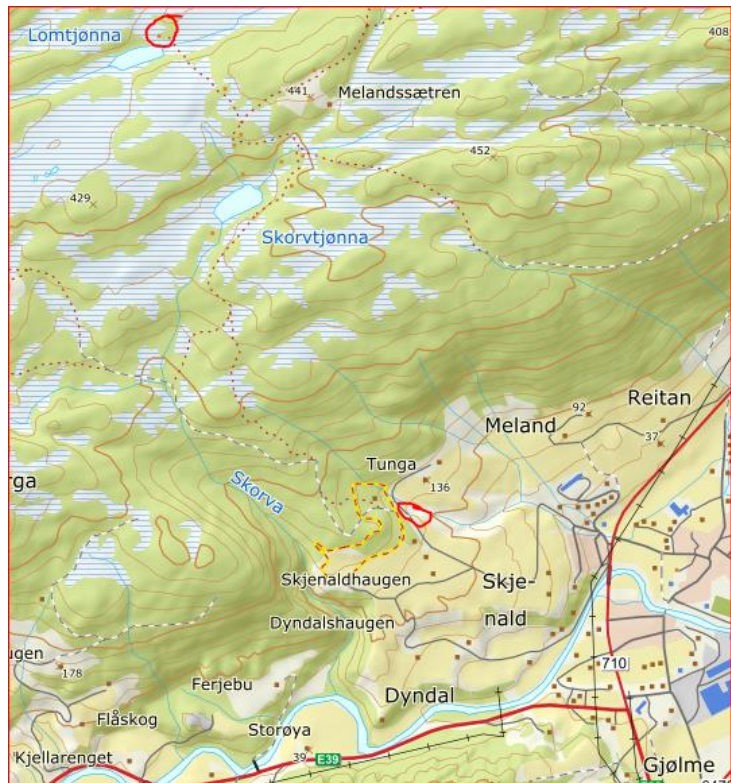 Lomtjønna
408
441
Melandssætren
452
429
Skorvtjønna
Reitan
92
Meland
37
Tunga
rga
Skorva
136
Skjenaldhaugen
Skje-
nald
Dyndalshaugen
ugen
710
178
Ferjebu
Dyndal
Flåskog
Storøya
39
E39
Kjellarenget
Gjølme